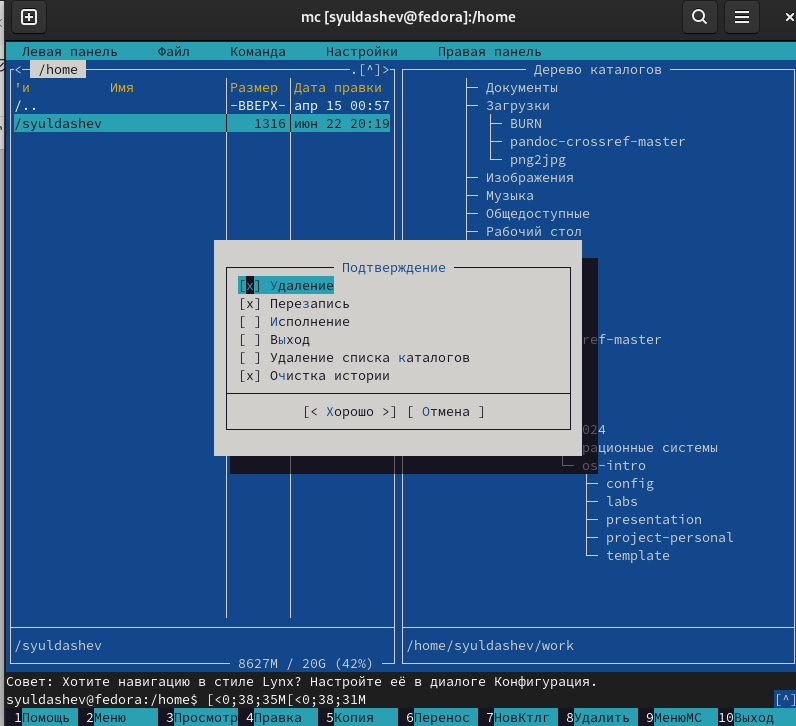 mc [syuldashev@fedora]:/home
Левая панель Файл Команда Настройки Правая панель
<— /home .[^]>
'и Имя Размер Дата правки
/.. -ВВЕРХ- апр 15 00:57
/syuldashev 1316 июн 22 20:19
/syuldashev
8627M / 20G (42%)
Дерево каталогов
Документы
Загрузки
BURN
pandoc-crossref-master
png2jpg
Изображения
Музыка
Общедоступные
Рабочий стол
ref-master
024
рационные системы
os-intro
config
labs
presentation
project-personal
template
/home/syuldashev/work
Подтверждение
[x] Удаление
[x] Перезапись
[ ] Исполнение
[ ] Выход
[ ] Удаление списка каталогов
[x] Очистка истории
[< Хорошо >] [ Отмена ]
Совет: Хотите навигацию в стиле Lynx? Настройте её в диалоге Конфигурация.
syuldashev@fedora:/home$ [<0;38;35M[<0;38;31M [^]
1Помощь 2Меню 3Просмотр 4Правка 5Копия 6Перенос 7НовКтлг 8Удалить 9МенюМС 10Выход